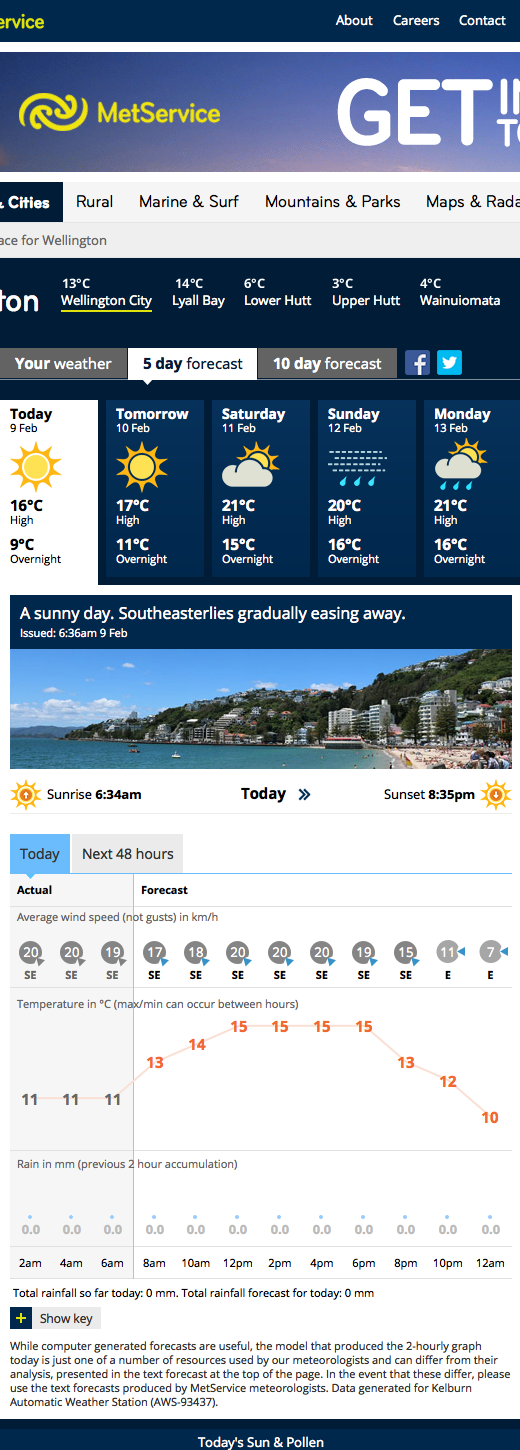 ervice
About Careers Contact
MetService
GET IN
TO
& Cities Rural Marine & Surf Mountains & Parks Maps & Rada
ace for Wellington
ton
13°C 14°C 6°C 3°C 4°C
Wellington City Lyall Bay Lower Hutt Upper Hutt Wainuiomata
Your weather 5 day forecast 10 day forecast
Today Tomorrow Saturday Sunday Monday
9 Feb 10 Feb 11 Feb 12 Feb 13 Feb
16°C 17°C 21°C 20°C 21°C
High High High High High
9°C 11°C 15°C 16°C 16°C
Overnight Overnight Overnight Overnight Overnight
A sunny day. Southeasterlies gradually easing away.
Issued: 6:36am 9 Feb
Sunrise 6:34am Today » Sunset 8:35pm
Today Next 48 hours
Actual Forecast
Average wind speed (not gusts) in km/h
20 20 19 17 18 20 20 20 19 15 11 7
SE SE SE SE SE SE SE SE SE SE E E
Temperature in °C (max/min can occur between hours)
11 11 11 13 14 15 15 15 15 13 12 10
Rain in mm (previous 2 hour accumulation)
0.0 0.0 0.0 0.0 0.0 0.0 0.0 0.0 0.0 0.0 0.0 0.0
2am 4am 6am 8am 10am 12pm 2pm 4pm 6pm 8pm 10pm 12am
Total rainfall so far today: 0 mm. Total rainfall forecast for today: 0 mm
+ Show key
While computer generated forecasts are useful, the model that produced the 2-hourly graph
today is just one of a number of resources used by our meteorologists and can differ from their
analysis, presented in the text forecast at the top of the page. In the event that these differ, please
use the text forecasts produced by MetService meteorologists. Data generated for Kelburn
Automatic Weather Station (AWS-93437).
Today's Sun & Pollen